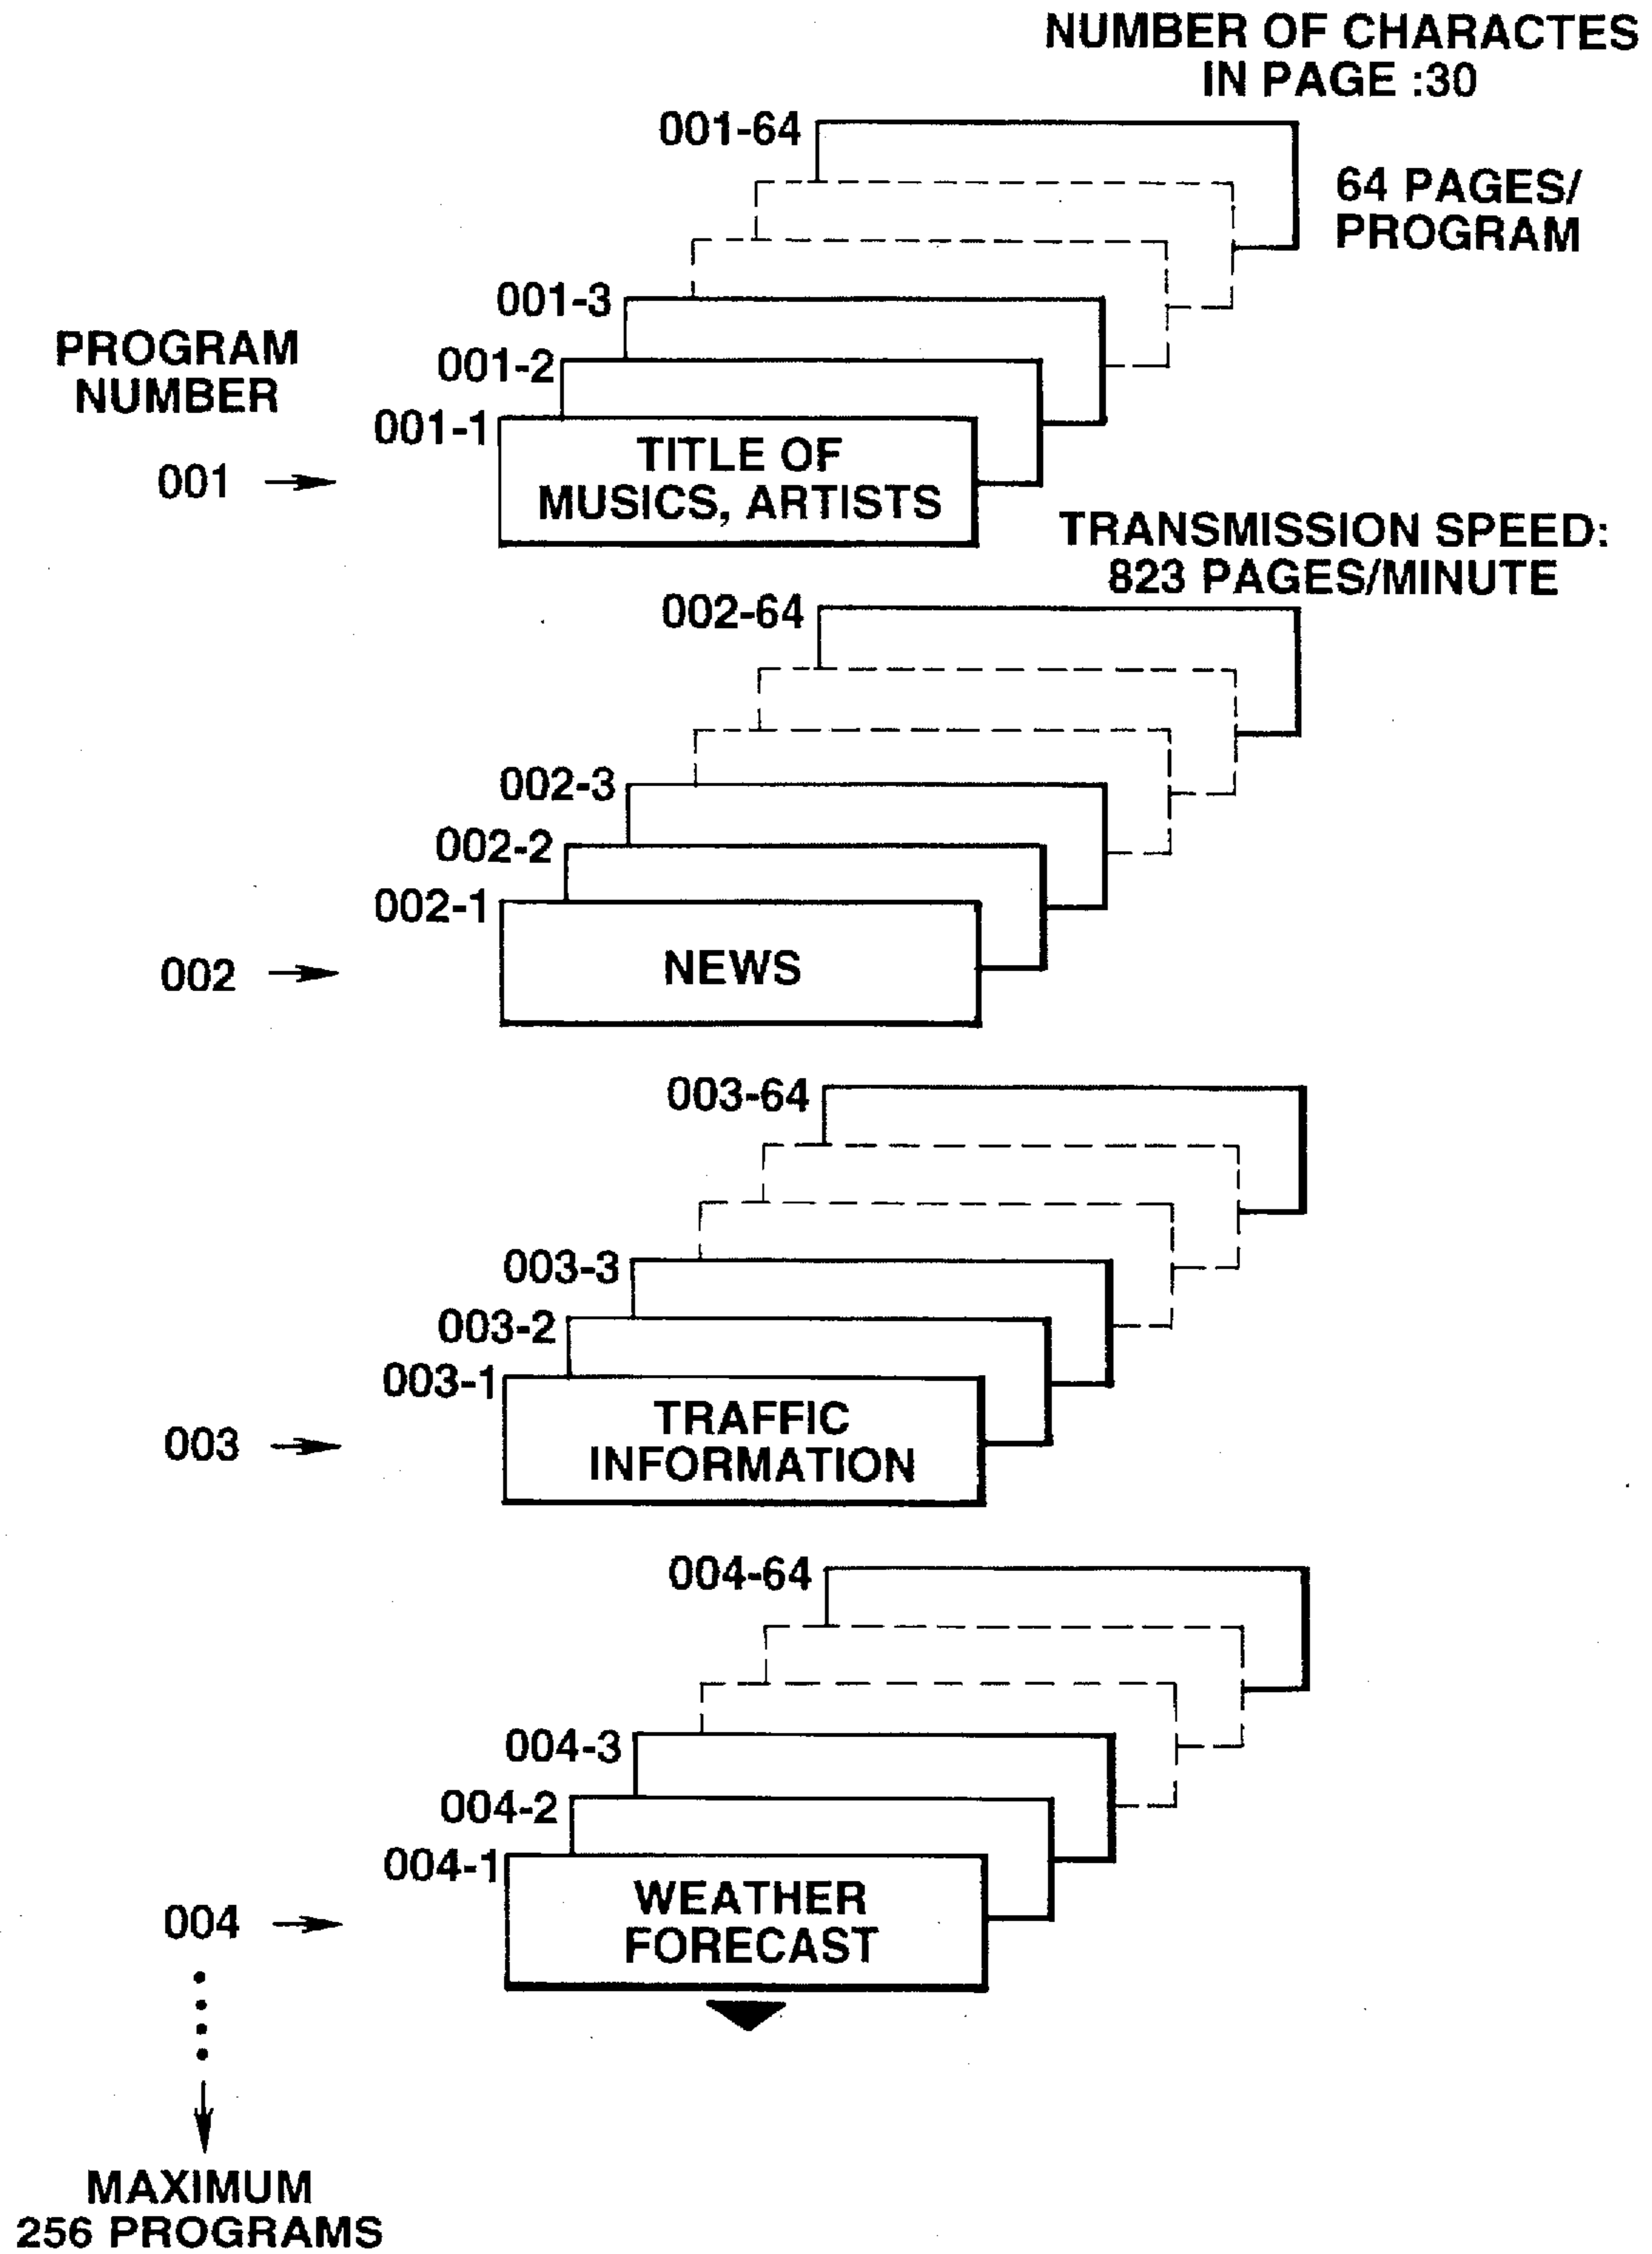 NUMBER OF CHARACTES
IN PAGE :30
001-64
64 PAGES/
PROGRAM
001-3
PROGRAM
NUMBER
001-2
001-1
001
TITLE OF
MUSICS, ARTISTS
TRANSMISSION SPEED:
823 PAGES/MINUTE
002-64
002-3
002-2
002-1
002
NEWS
003-64
003-3
003-2
003-1
003
TRAFFIC
INFORMATION
004-64
004-3
004-2
004-1
004
WEATHER
FORECAST
MAXIMUM
256 PROGRAMS